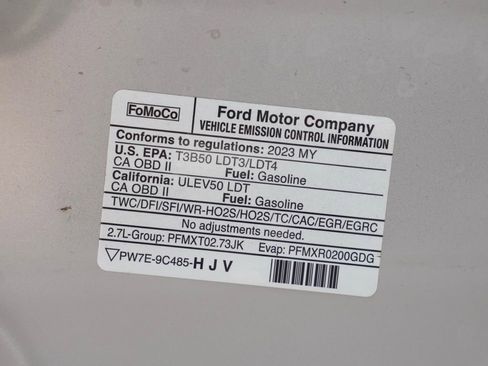 FoMoCo
Ford Motor Company
VEHICLE EMISSION CONTROL INFORMATION
Conforms to regulations: 2023 MY
U.S. EPA: T3B50 LDT3/LDT4
CA OBD II Fuel: Gasoline
California: ULEV50 LDT
CA OBD II Fuel: Gasoline
TWC/DFI/SFI/WR-HO2S/HO2S/TC/CAC/EGR/EGRC
No adjustments needed.
2.7L-Group: PFMXT02.73JK Evap: PFMXR0200GDG
▽PW7E-9C485-HJV